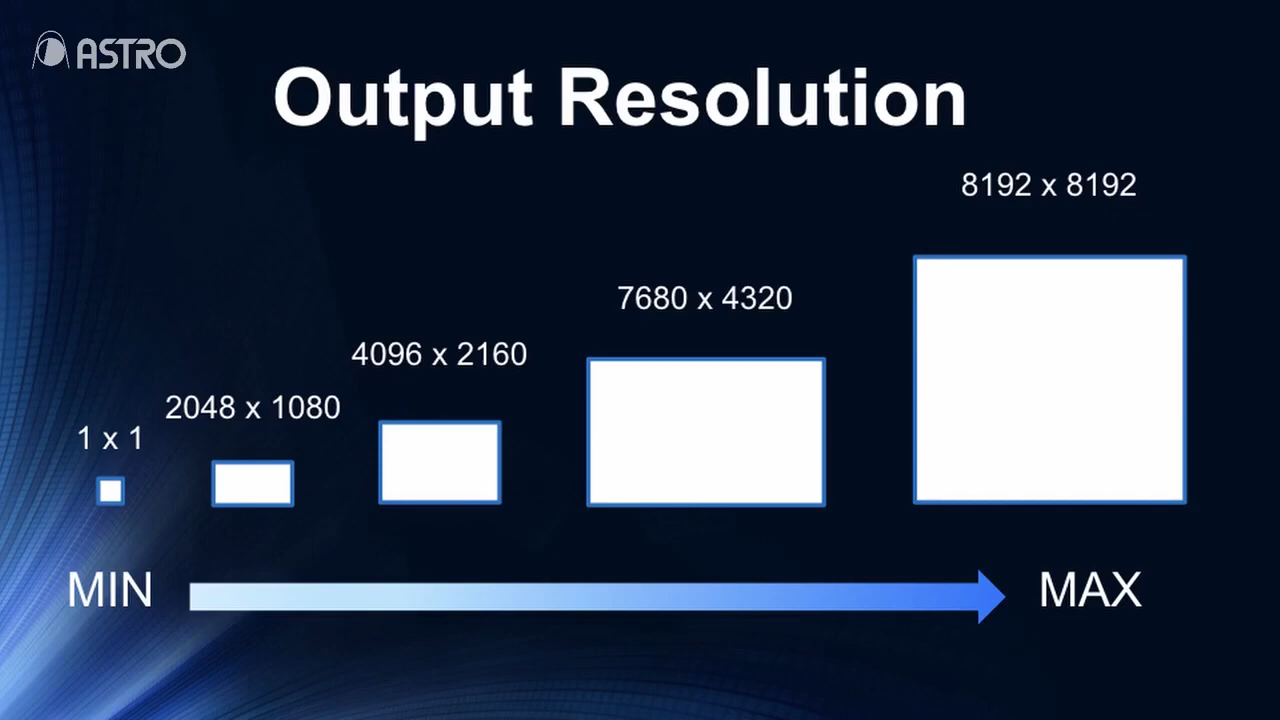 ASTRO
Output Resolution
8192 x 8192
7680 x 4320
4096 x 2160
2048 x 1080
1 x 1
MIN
MAX